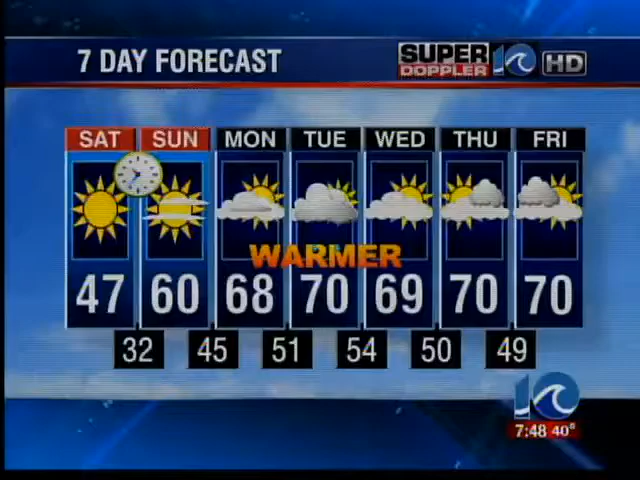 7 DAY FORECAST
SUPER DOPPLER 10 HD
SAT SUN MON TUE WED THU FRI
WARMER
47 60 68 70 69 70 70
32 45 51 54 50 49
10
7:48 40°